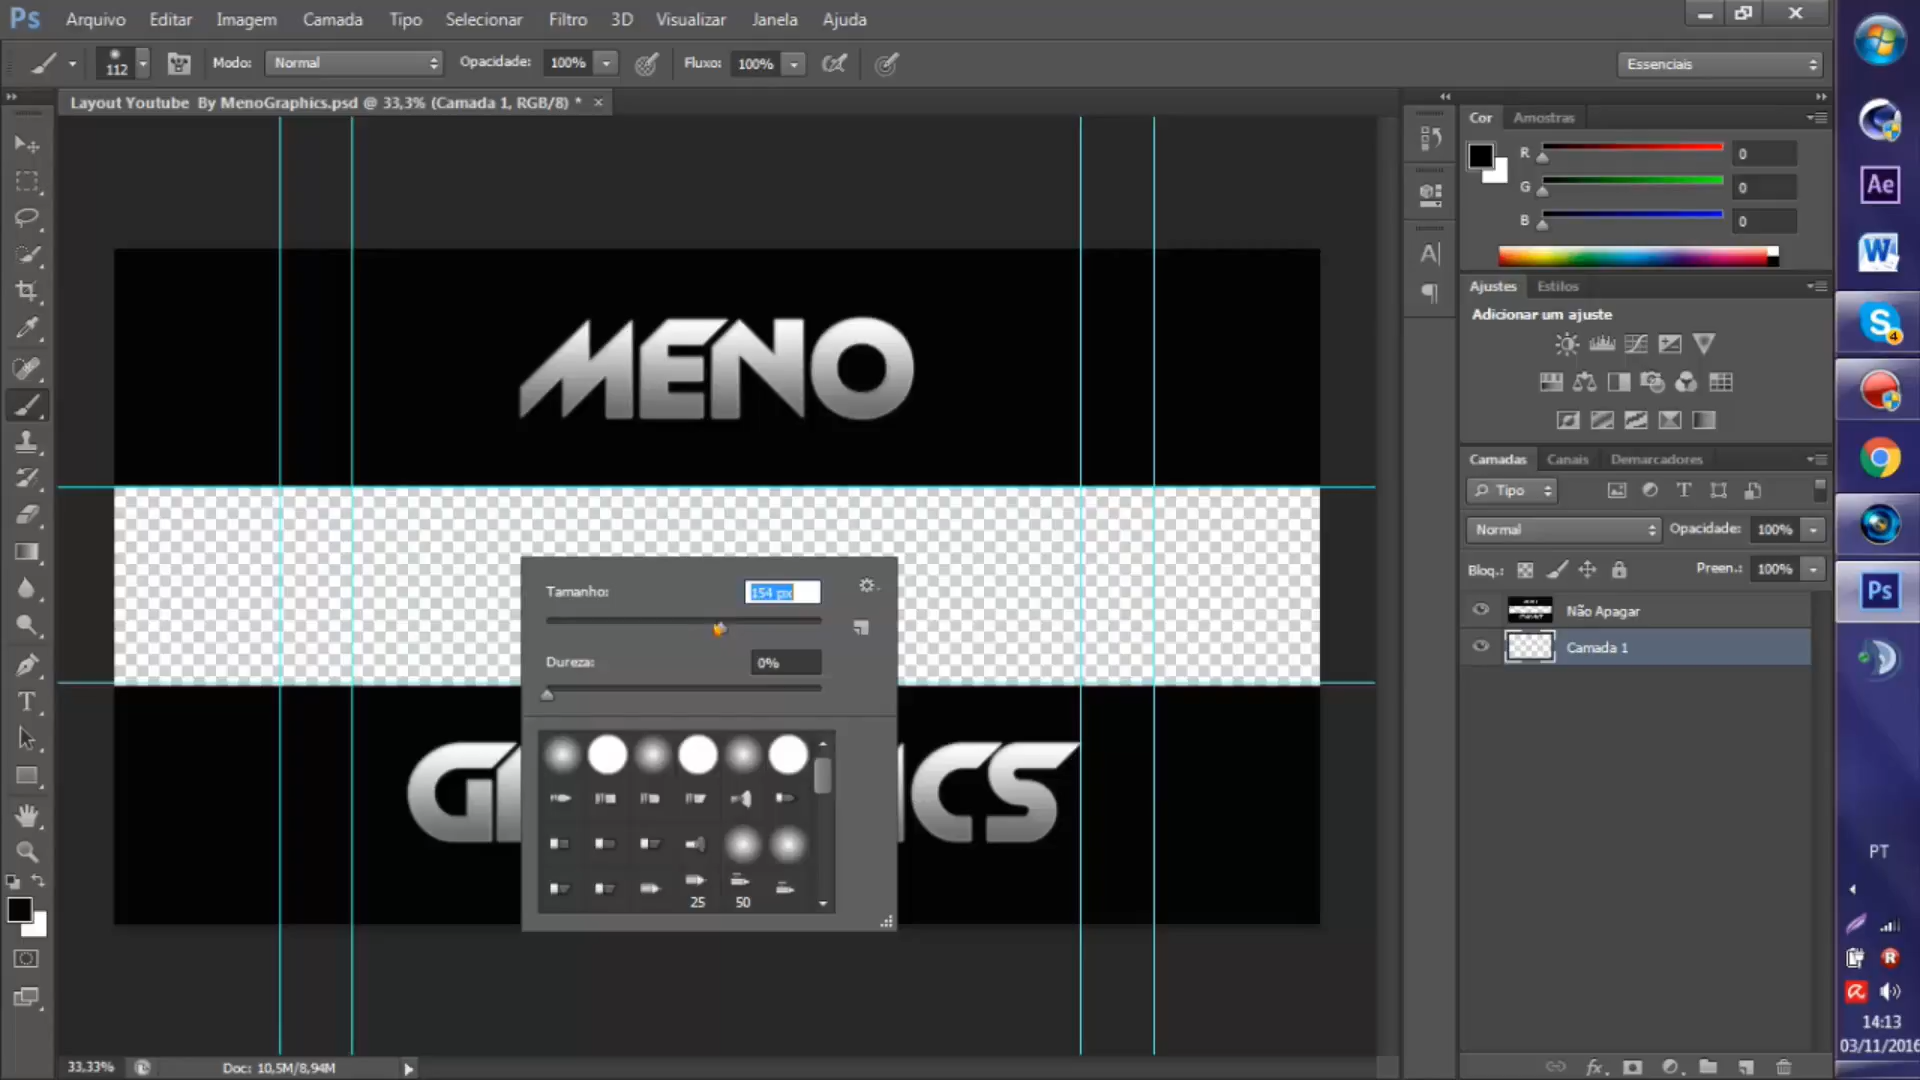 Ps Arquivo Editar Imagem Camada Tipo Selecionar Filtro 3D Visualizar Janela Ajuda
112 Modo: Normal Opacidade: 100% Fluxo: 100% Essenciais
Layout Youtube By MenoGraphics.psd @ 33,3% (Camada 1, RGB/8) * ×
Cor Amostras
R 0
G 0
B 0
Ajustes Estilos
Adicionar um ajuste
MENO
Camadas Canais Demarcadores
Tipo
Normal Opacidade: 100%
Bloq.: Preen.: 100%
Não Apagar
Camada 1
Tamanho: 154 px
Dureza: 0%
25 50
G
ICS
33,33% Doc: 10,5M/8,94M
Ae
W
S
4
Ps
PT
R
14:13
03/11/2016